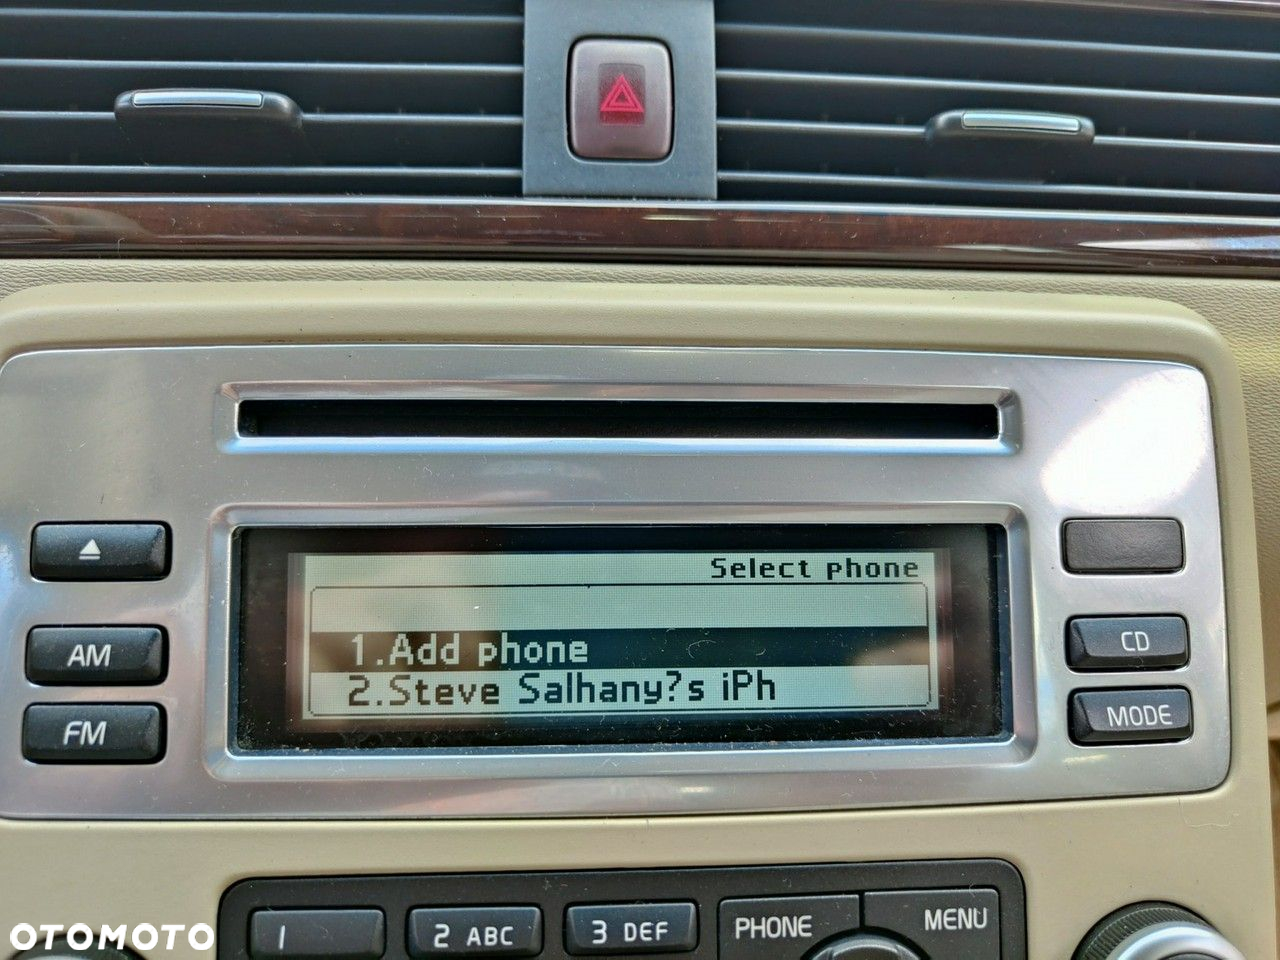 Select phone
1.Add phone
2.Steve Salhany?s iPh
AM
FM
CD
MODE
1
2 ABC
3 DEF
PHONE
MENU
OTOMOTO